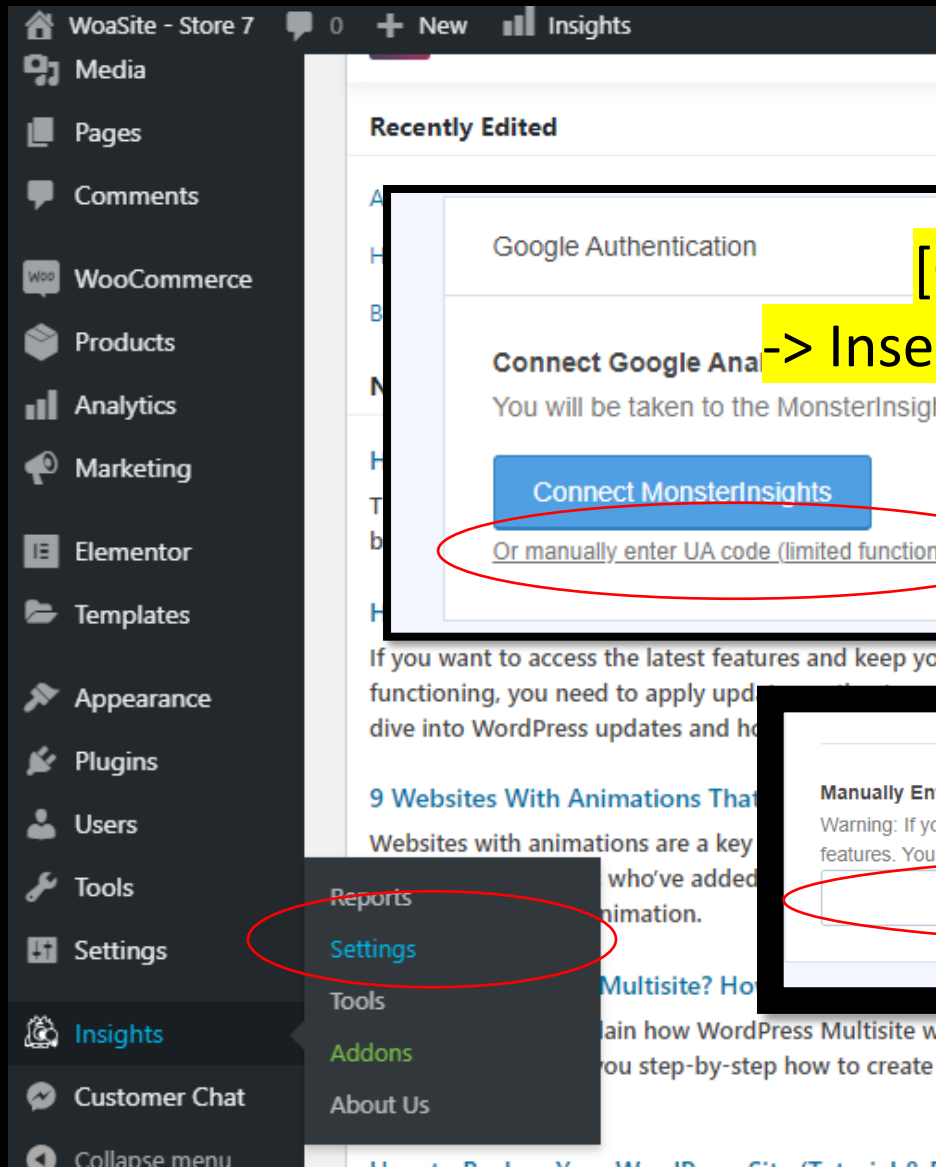 WoaSite - Store 7 0 + New Insights
Media
Pages
Comments
WOO WooCommerce
Products
Analytics
Marketing
Elementor
Templates
Appearance
Plugins
Users
Tools
Settings
Insights
Customer Chat
Collapse menu
Reports
Settings
Tools
Addons
About Us
Recently Edited
A
H
B
N
H
T
b
H
Google Authentication
[
-> Inse
Connect Google Ana
You will be taken to the MonsterInsigh
Connect MonsterInsights
Or manually enter UA code (limited function
If you want to access the latest features and keep yo
functioning, you need to apply upd
dive into WordPress updates and ho
9 Websites With Animations That
Websites with animations are a key
who've added
nimation.
Multisite? Ho
lain how WordPress Multisite w
you step-by-step how to create
Manually En
Warning: If yo
features. You